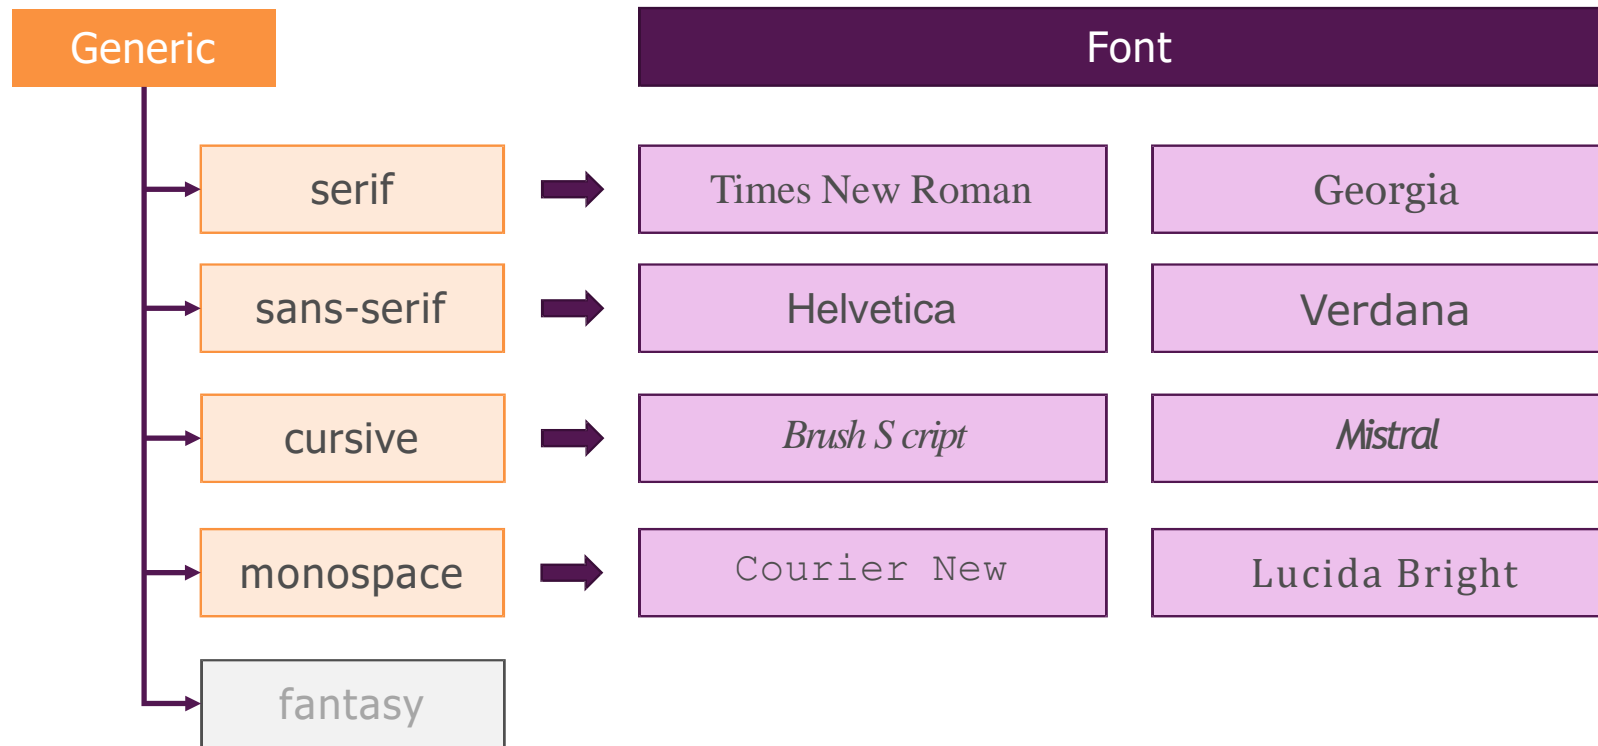 Generic
Font
serif
Times New Roman
Georgia
sans-serif
Helvetica
Verdana
cursive
Brush S cript
Mistral
monospace
Courier New
Lucida Bright
fantasy